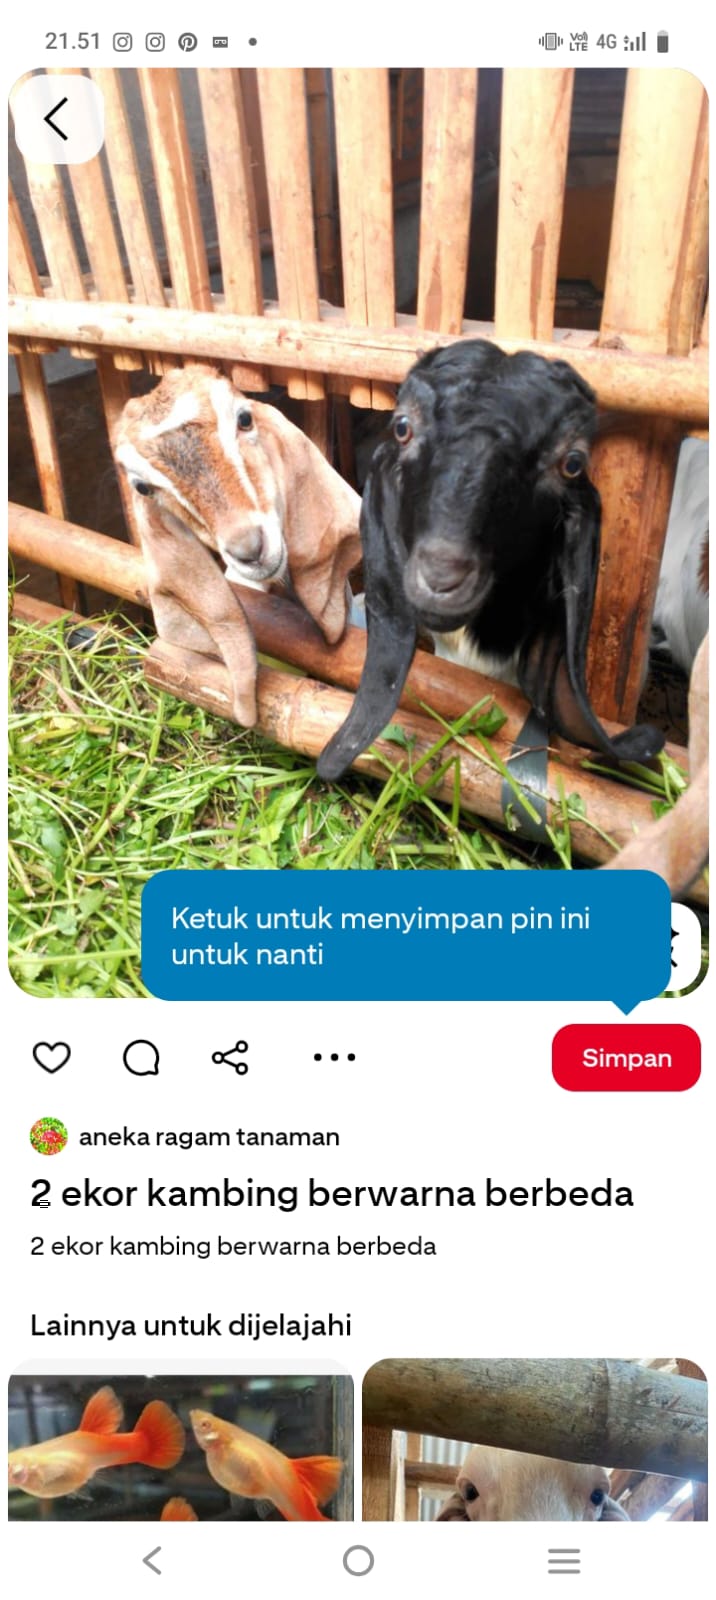 21.51
Vo)
LTE
4G
Ketuk untuk menyimpan pin ini
untuk nanti
Simpan
aneka ragam tanaman
2 ekor kambing berwarna berbeda
2 ekor kambing berwarna berbeda
Lainnya untuk dijelajahi